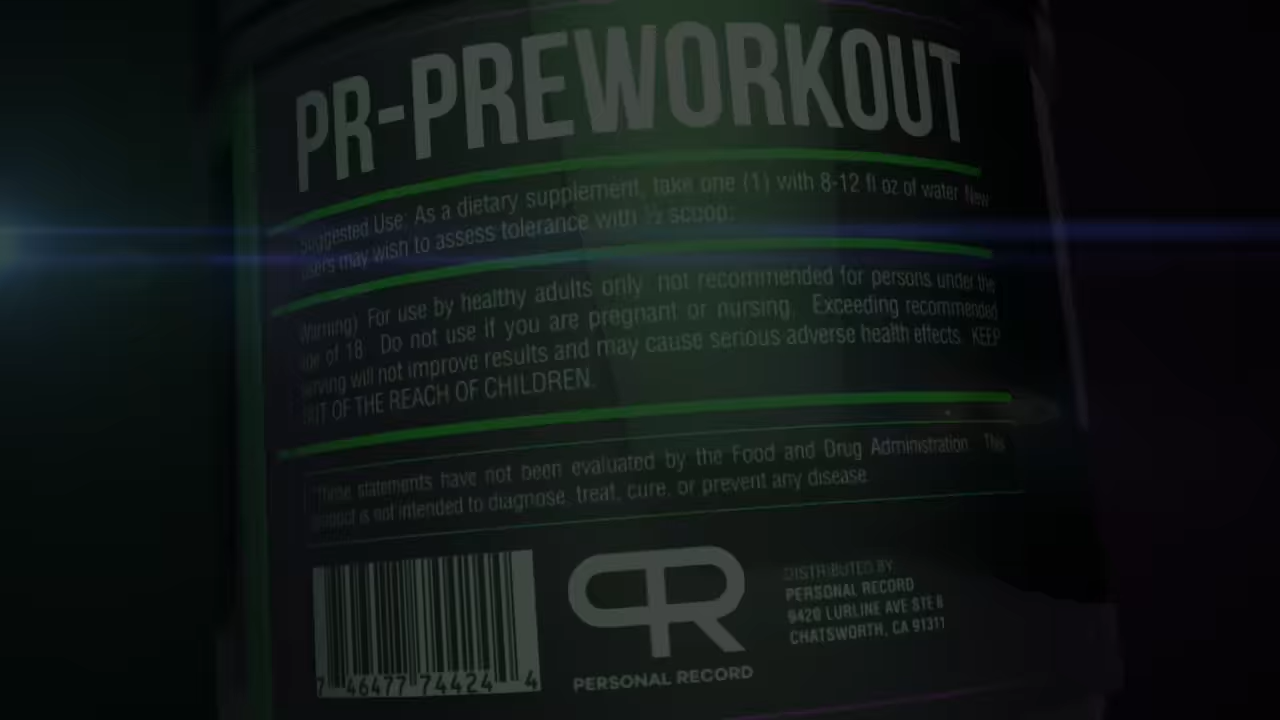 PR-PREWORKOUT
Suggested Use: As a dietary supplement, take one (1) with 8-12 fl oz of water New
users may wish to assess tolerance with ½ scoop:
Warning) For use by healthy adults only not recommended for persons under the
age of 18. Do not use if you are pregnant or nursing. Exceeding recommended
serving will not improve results and may cause serious adverse health effects. KEEP
OUT OF THE REACH OF CHILDREN.
These statements have not been evaluated by the Food and Drug Administration. This
product is not intended to diagnose, treat, cure, or prevent any disease
PR
DISTRIBUTED BY
PERSONAL RECORD
9420 LURLINE AVE STE B
CHATSWORTH, CA 91311
7 46477 74424 4
PERSONAL RECORD